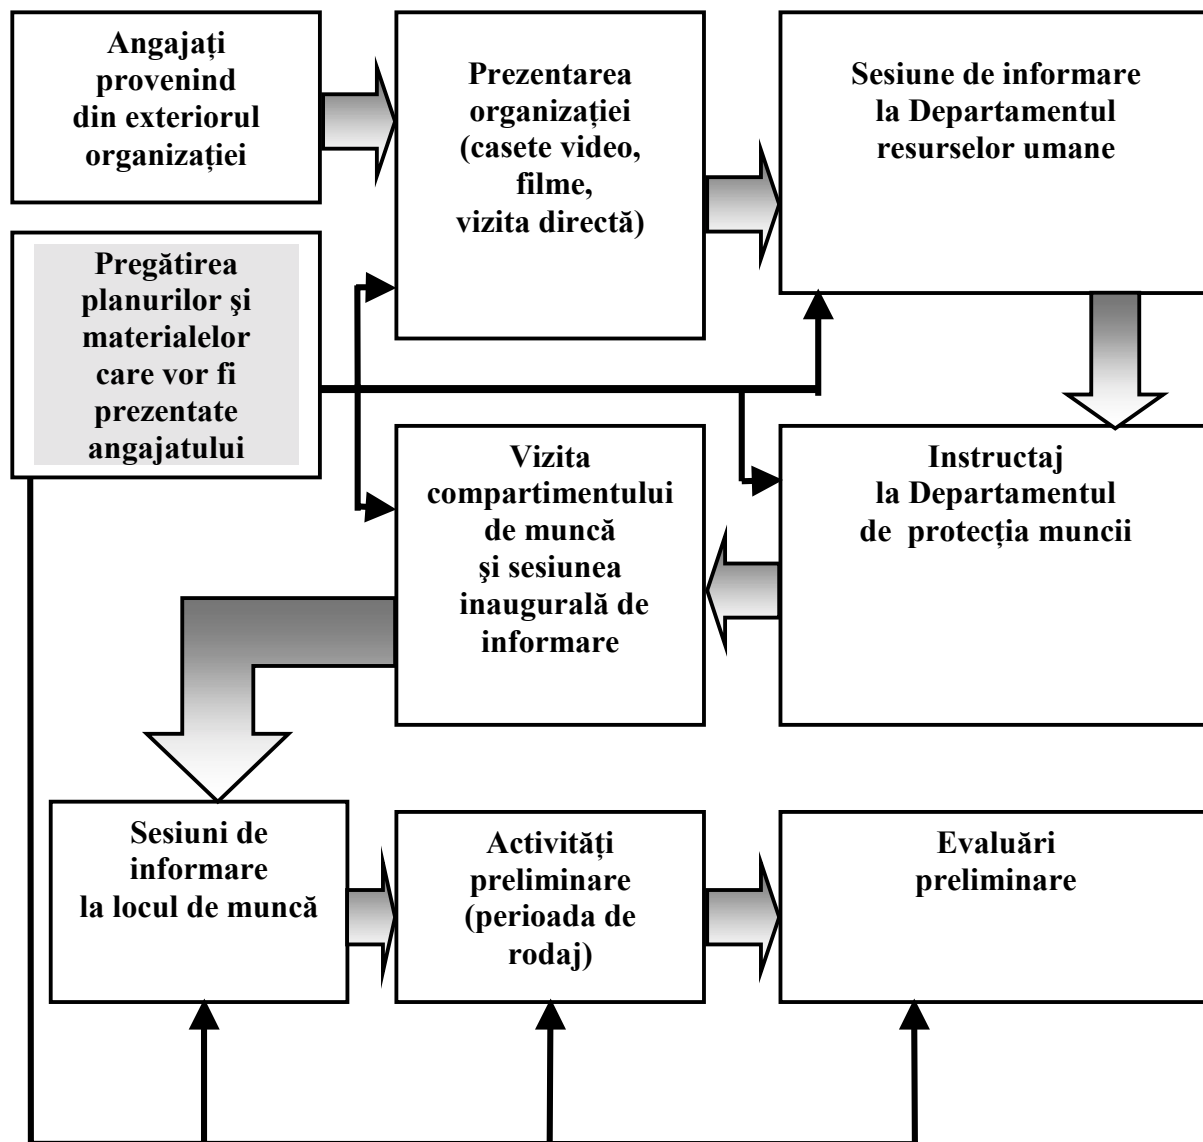 Angajați
provenind
din exteriorul
organizației
Prezentarea
organizației
(casete video,
filme,
vizita directă)
Sesiune de informare
la Departamentul
resurselor umane
Pregătirea
planurilor şi
materialelor
care vor fi
prezentate
angajatului
Vizita
compartimentului
de muncă
şi sesiunea
inaugurală de
informare
Instructaj
la Departamentul
de protecția muncii
Sesiuni de
informare
la locul de muncă
Activități
preliminare
(perioada de
rodaj)
Evaluări
preliminare